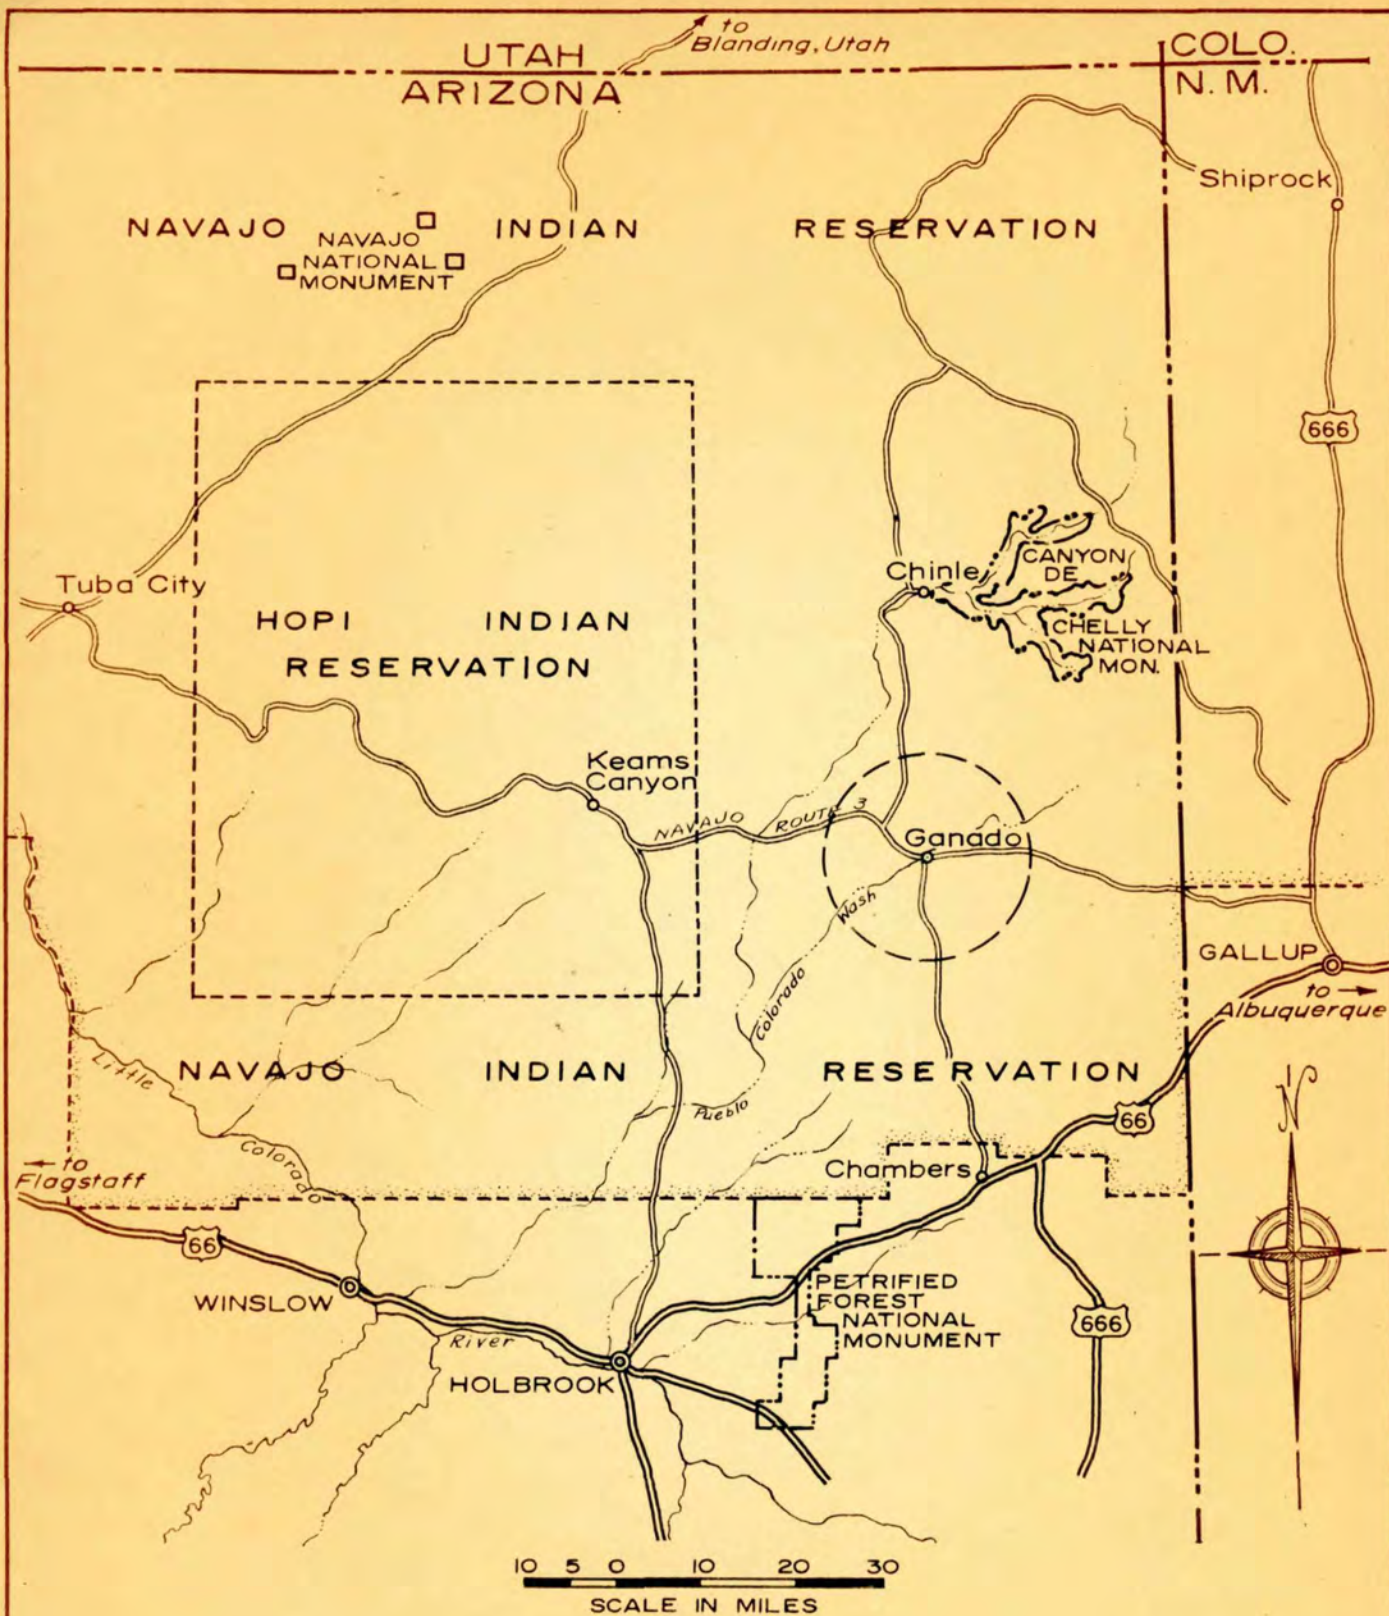 to
Blanding, Utah
UTAH
COLO.
ARIZONA
N. M.
Shiprock
NAVAJO INDIAN RESERVATION
NAVAJO
NATIONAL
MONUMENT
666
Tuba City
Chinle
CANYON
DE
CHELLY
NATIONAL
MON.
HOPI INDIAN
RESERVATION
Keams
Canyon
NAVAJO ROUTE 3
Ganado
Wash
Colorado
Pueblo
GALLUP
to
Albuquerque
NAVAJO INDIAN RESERVATION
Little
Colorado
River
66
N
to
Flagstaff
Chambers
66
WINSLOW
PETRIFIED
FOREST
NATIONAL
MONUMENT
666
HOLBROOK
10 5 0 10 20 30
SCALE IN MILES